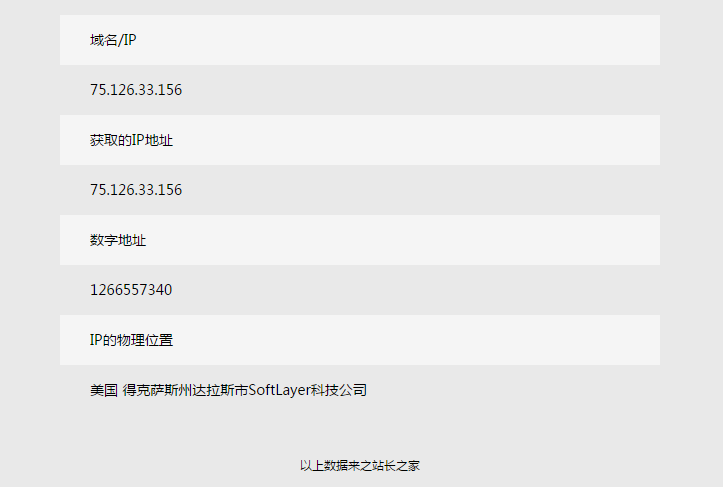 域名/IP
75.126.33.156
获取的IP地址
75.126.33.156
数字地址
1266557340
IP的物理位置
美国 得克萨斯州达拉斯市SoftLayer科技公司
以上数据来之站长之家